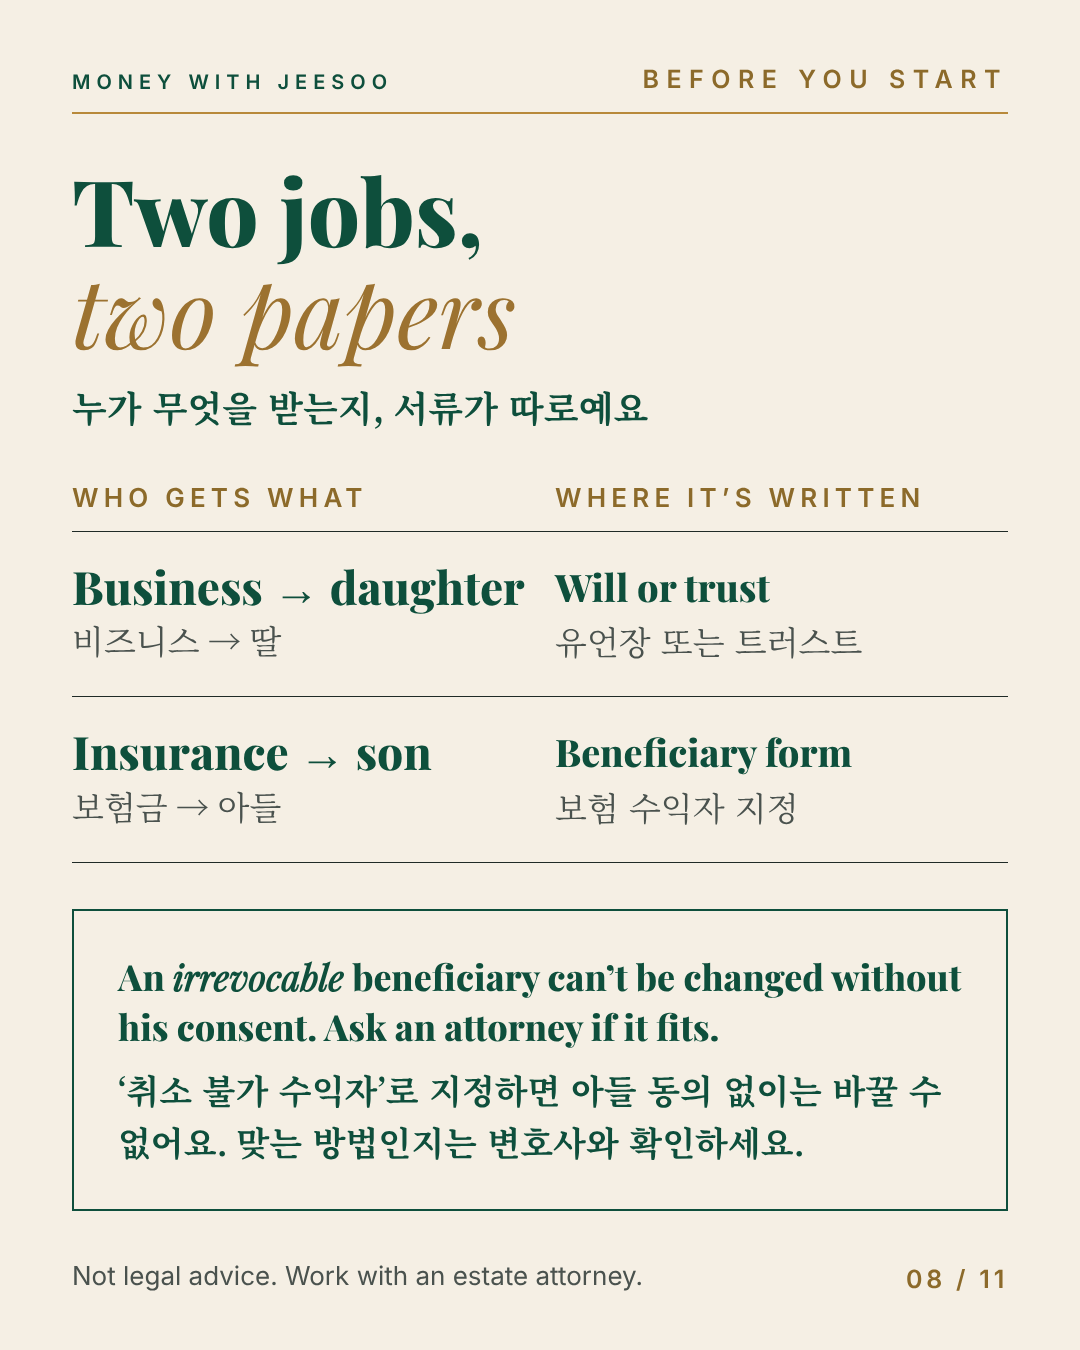 MONEY WITH JEESOO
BEFORE YOU START
Two jobs,
two papers
누가 무엇을 받는지, 서류가 따로예요
WHO GETS WHAT
WHERE IT’S WRITTEN
Business → daughter
Will or trust
비즈니스 → 딸
유언장 또는 트러스트
Insurance → son
Beneficiary form
보험금 → 아들
보험 수익자 지정
An irrevocable beneficiary can’t be changed without
his consent. Ask an attorney if it fits.
‘취소 불가 수익자’로 지정하면 아들 동의 없이는 바꿀 수
없어요. 맞는 방법인지는 변호사와 확인하세요.
Not legal advice. Work with an estate attorney.
08 / 11